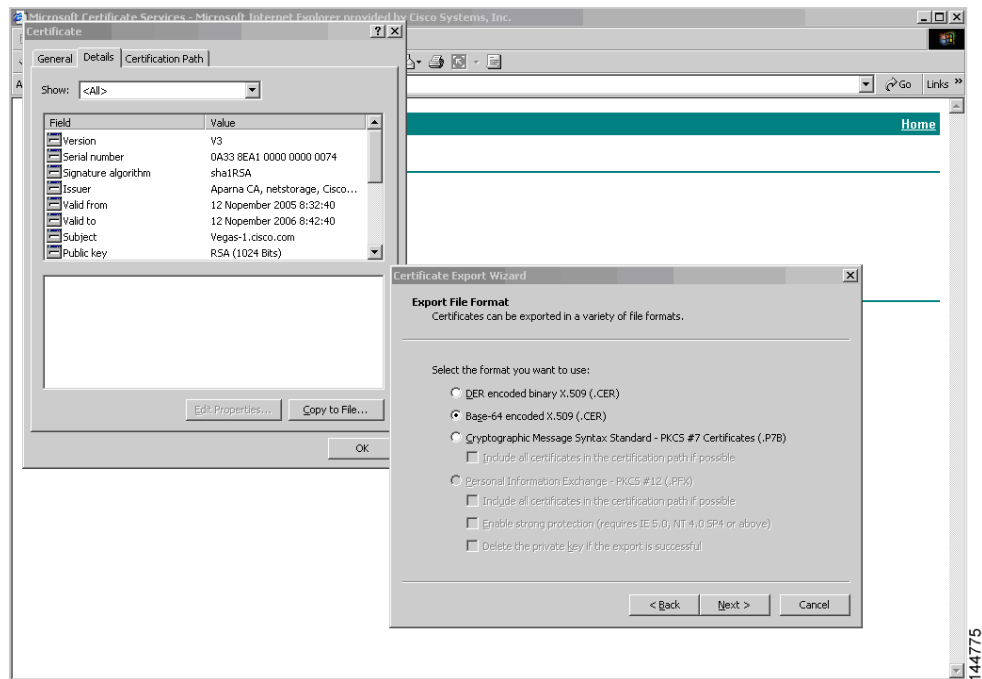 Microsoft Certificate Services - Microsoft Internet Explorer provided by Cisco Systems, Inc.
Certificate
General Details Certification Path
Show: <All>
Field Value
Version V3
Serial number 0A33 8EA1 0000 0000 0074
Signature algorithm sha1RSA
Issuer Aparna CA, netstorage, Cisco...
Valid from 12 Nopember 2005 8:32:40
Valid to 12 Nopember 2006 8:42:40
Subject Vegas-1.cisco.com
Public key RSA (1024 Bits)
Edit Properties... Copy to File...
OK
Go Links »
Home
Certificate Export Wizard
Export File Format
Certificates can be exported in a variety of file formats.
Select the format you want to use:
DER encoded binary X.509 (.CER)
Base-64 encoded X.509 (.CER)
Cryptographic Message Syntax Standard - PKCS #7 Certificates (.P7B)
Include all certificates in the certification path if possible
Personal Information Exchange - PKCS #12 (.PFX)
Include all certificates in the certification path if possible
Enable strong protection (requires IE 5.0, NT 4.0 SP4 or above)
Delete the private key if the export is successful
< Back Next > Cancel
144775